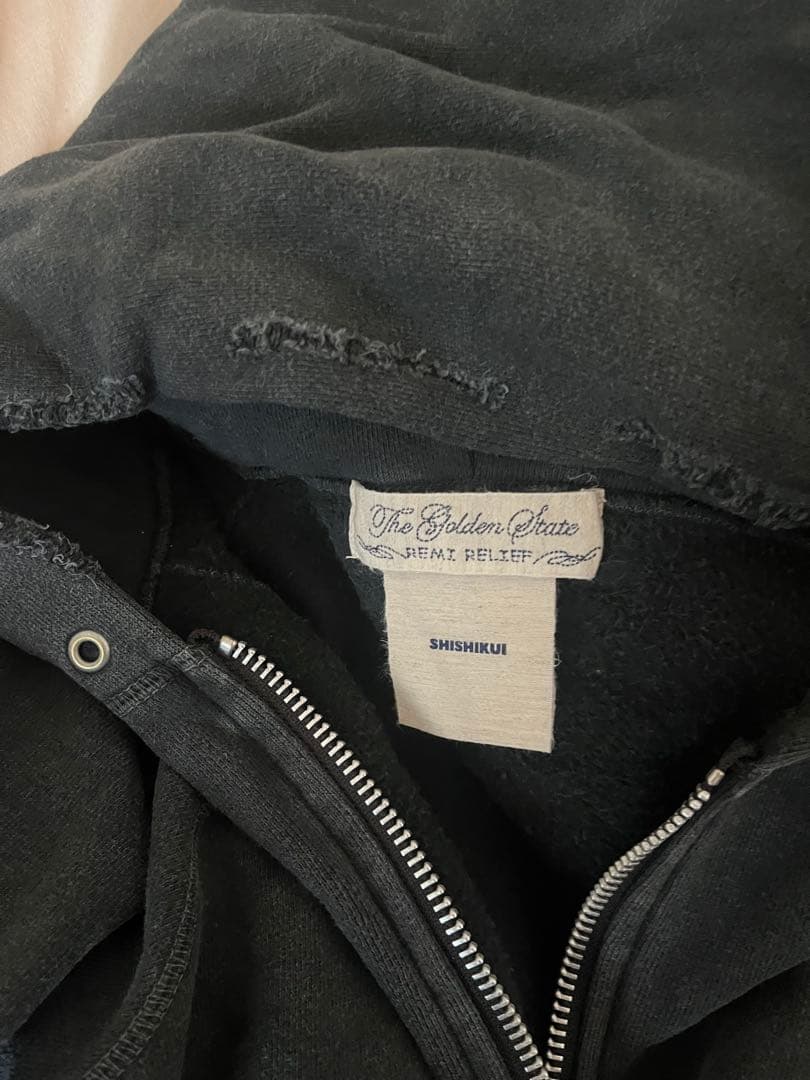 The Golden State
REMI RELIEF
SHISHIKUI